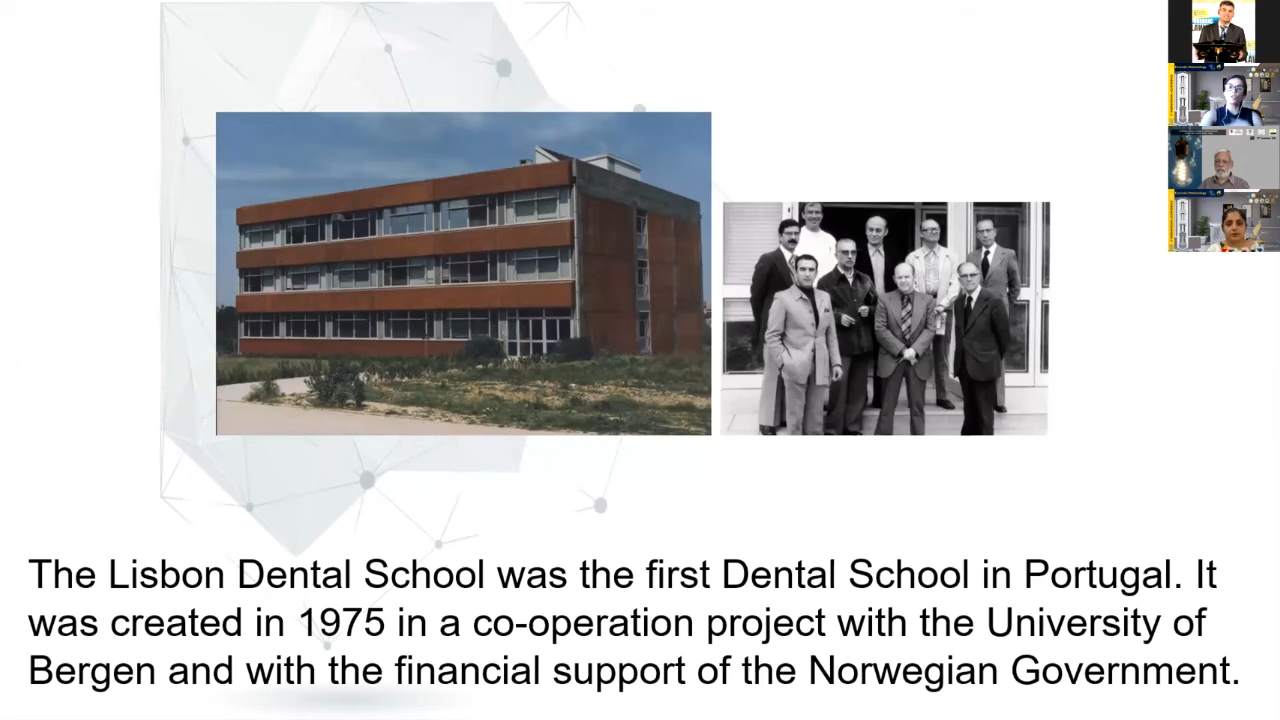 The Lisbon Dental School was the first Dental School in Portugal. It
was created in 1975 in a co-operation project with the University of
Bergen and with the financial support of the Norwegian Government.